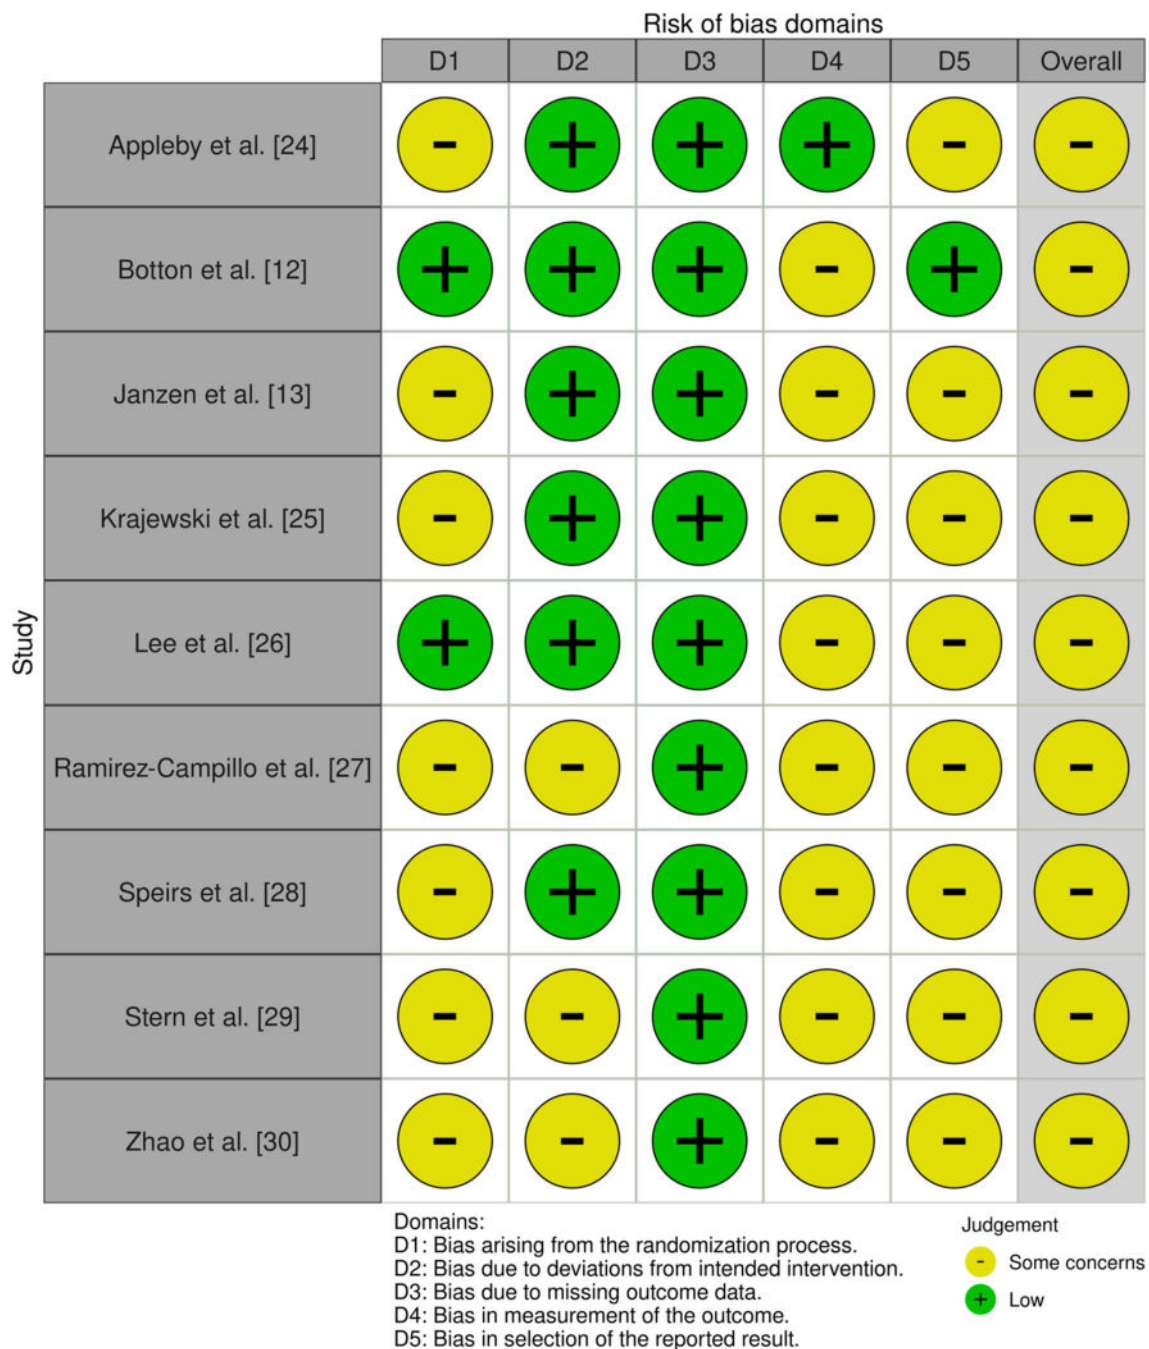 Risk of bias domains
D1 D2 D3 D4 D5 Overall
Study
Appleby et al. [24] - + + + - -
Botton et al. [12] + + + - + -
Janzen et al. [13] - + + - - -
Krajewski et al. [25] - + + - - -
Lee et al. [26] + + + - - -
Ramirez-Campillo et al. [27] - - + - - -
Speirs et al. [28] - + + - - -
Stern et al. [29] - - + - - -
Zhao et al. [30] - - + - - -
Domains:
D1: Bias arising from the randomization process.
D2: Bias due to deviations from intended intervention.
D3: Bias due to missing outcome data.
D4: Bias in measurement of the outcome.
D5: Bias in selection of the reported result.
Judgement
- Some concerns
+ Low